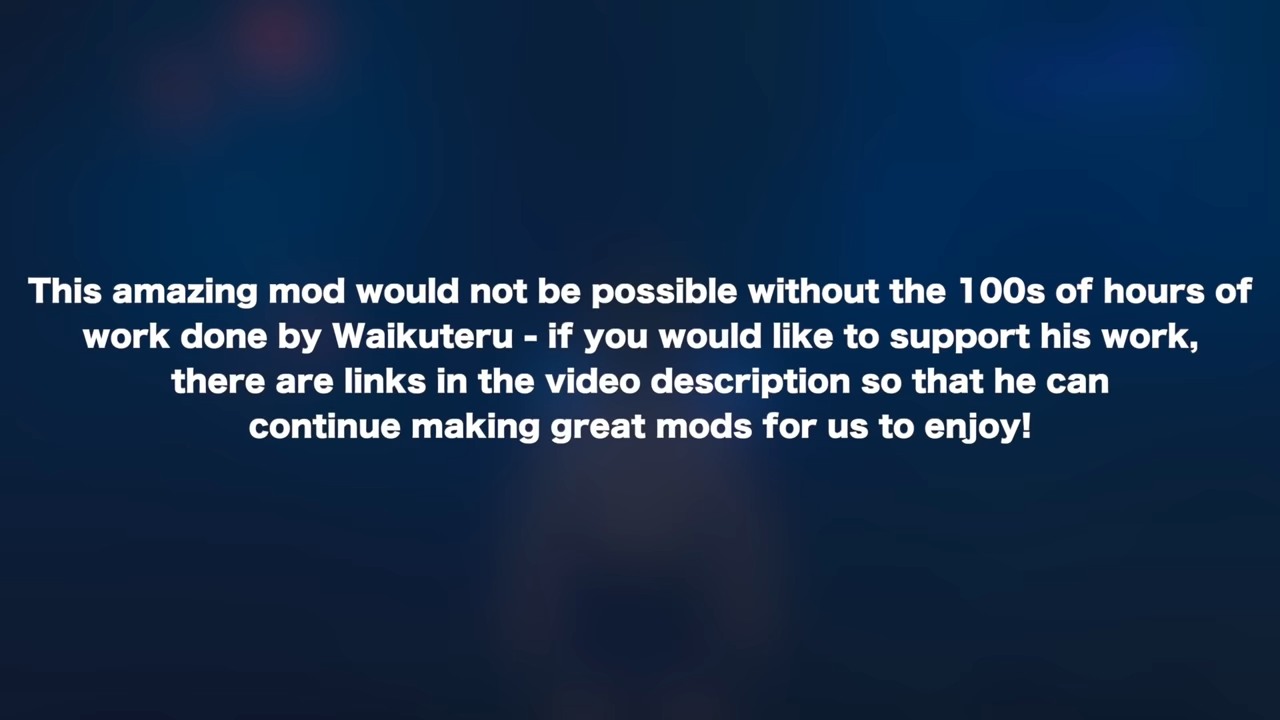 This amazing mod would not be possible without the 100s of hours of
work done by Waikuteru - if you would like to support his work,
there are links in the video description so that he can
continue making great mods for us to enjoy!